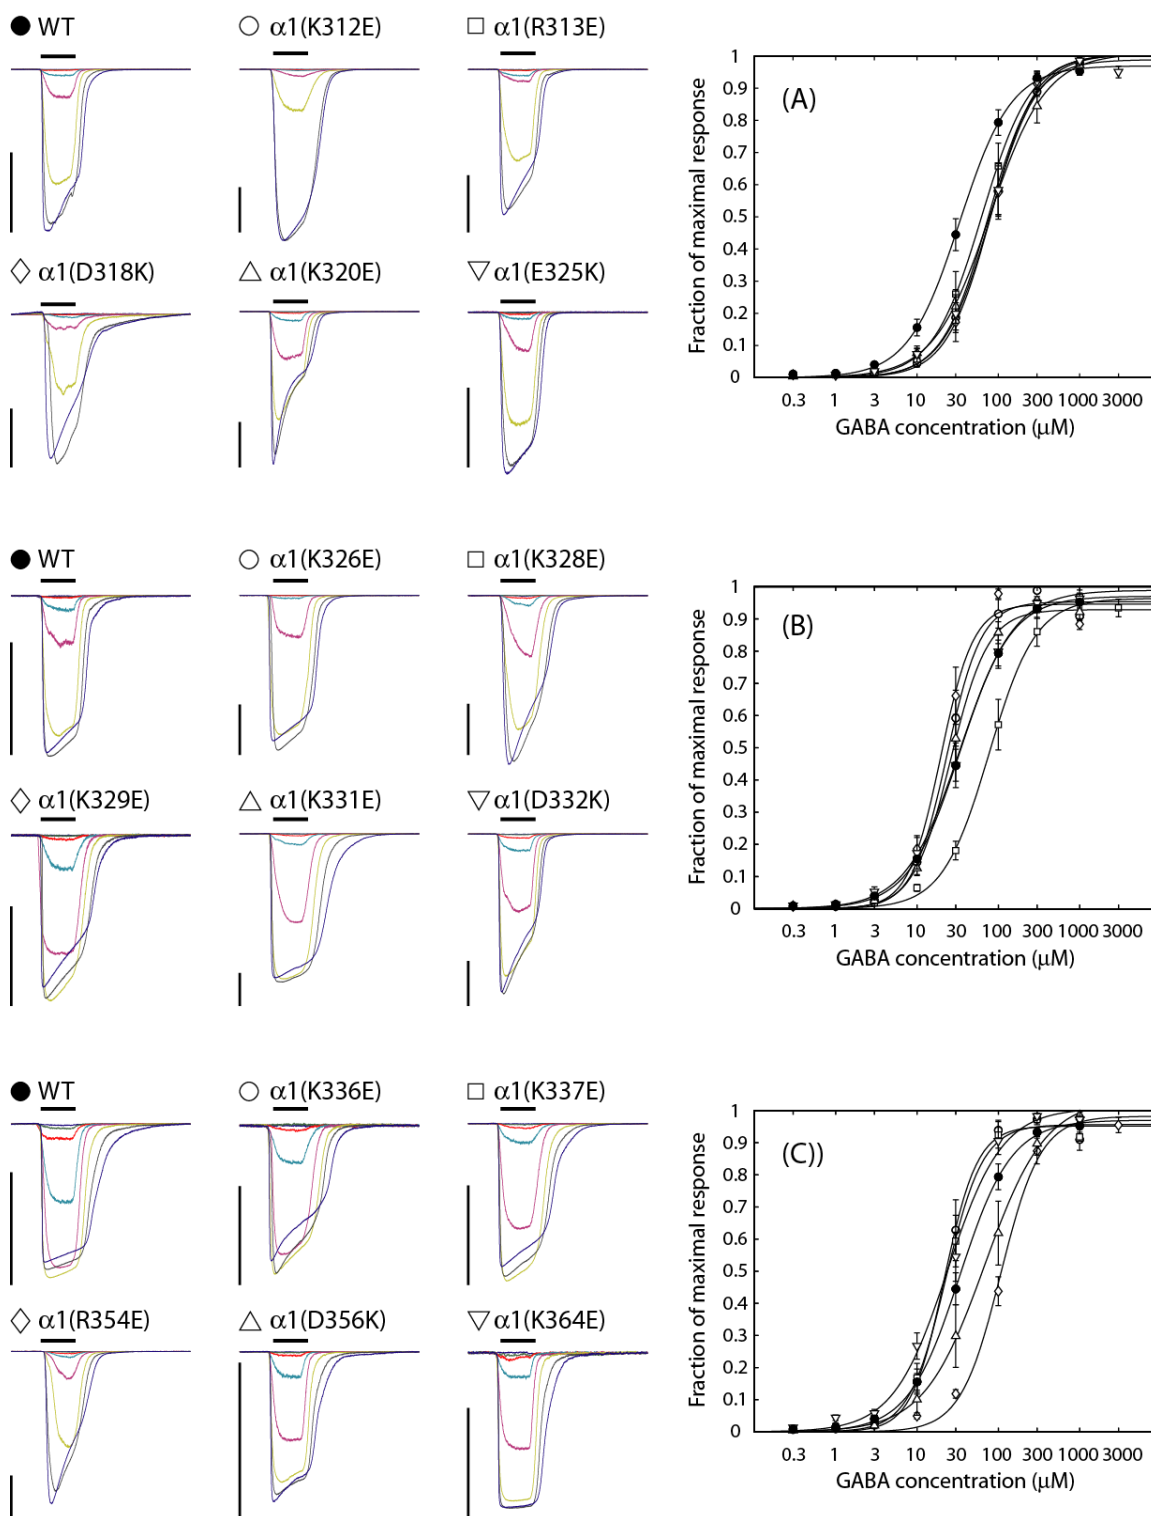 WT α1(K312E) α1(R313E)
α1(D318K) α1(K320E) α1(E325K)
(A)
Fraction of maximal response
1
0.9
0.8
0.7
0.6
0.5
0.4
0.3
0.2
0.1
0
0.3 1 3 10 30 100 300 1000 3000
GABA concentration (μM)
WT α1(K326E) α1(K328E)
α1(K329E) α1(K331E) α1(D332K)
(B)
Fraction of maximal response
1
0.9
0.8
0.7
0.6
0.5
0.4
0.3
0.2
0.1
0
0.3 1 3 10 30 100 300 1000 3000
GABA concentration (μM)
WT α1(K336E) α1(K337E)
α1(R354E) α1(D356K) α1(K364E)
(C))
Fraction of maximal response
1
0.9
0.8
0.7
0.6
0.5
0.4
0.3
0.2
0.1
0
0.3 1 3 10 30 100 300 1000 3000
GABA concentration (μM)